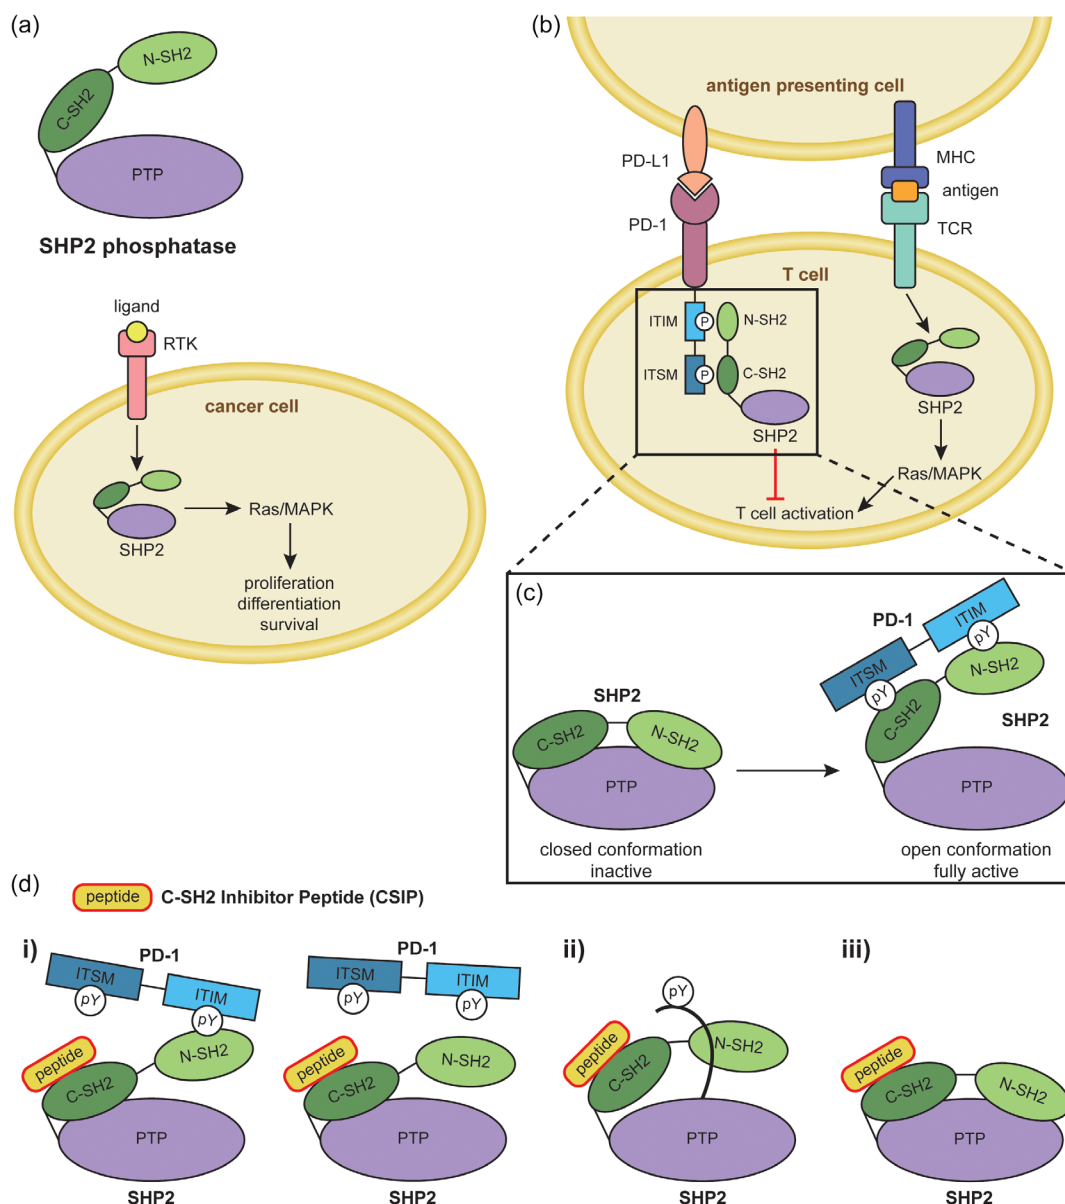 (a)
N-SH2
C-SH2
PTP
SHP2 phosphatase
ligand
RTK
cancer cell
SHP2
Ras/MAPK
proliferation
differentiation
survival
(b)
antigen presenting cell
PD-L1
MHC
antigen
PD-1
TCR
T cell
ITIM
P
N-SH2
ITSM
P
C-SH2
SHP2
SHP2
Ras/MAPK
T cell activation
(c)
SHP2
C-SH2
N-SH2
PTP
closed conformation
inactive
PD-1
ITIM
pY
ITSM
pY
N-SH2
C-SH2
SHP2
PTP
open conformation
fully active
(d)
peptide
C-SH2 Inhibitor Peptide (CSIP)
i)
PD-1
ITSM
pY
ITIM
pY
peptide
N-SH2
C-SH2
PTP
SHP2
PD-1
ITSM
pY
ITIM
pY
peptide
N-SH2
C-SH2
PTP
SHP2
ii)
pY
peptide
N-SH2
C-SH2
PTP
SHP2
iii)
peptide
C-SH2
N-SH2
PTP
SHP2